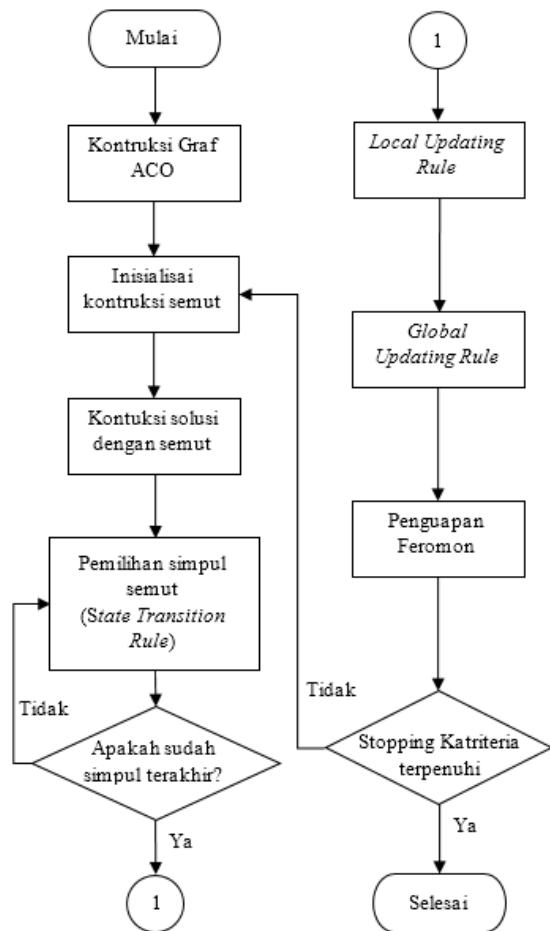 Mulai
Kontruksi Graf
ACO
Inisialisai
kontruksi semut
Kontuksi solusi
dengan semut
Pemilihan simpul
semut
(State Transition
Rule)
Tidak
Apakah sudah
simpul terakhir?
Ya
1
1
Local Updating
Rule
Global
Updating Rule
Penguapan
Feromon
Tidak
Stopping Katriteria
terpenuhi
Ya
Selesai